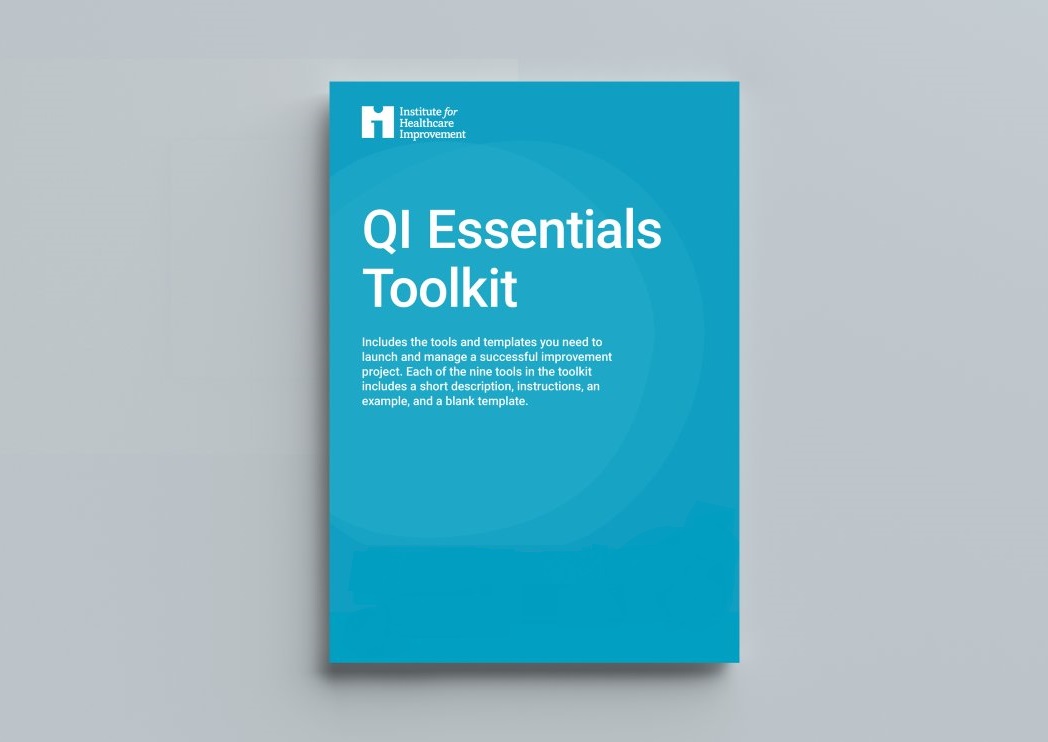 Institute for
Healthcare
Improvement
QI Essentials
Toolkit
Includes the tools and templates you need to
launch and manage a successful improvement
project. Each of the nine tools in the toolkit
includes a short description, instructions, an
example, and a blank template.